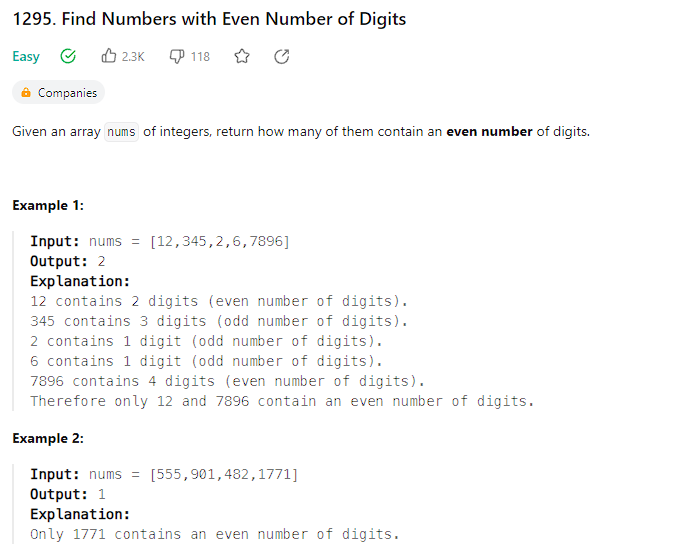 1295. Find Numbers with Even Number of Digits
Easy 2.3K 118
Companies
Given an array nums of integers, return how many of them contain an even number of digits.
Example 1:
Input: nums = [12,345,2,6,7896]
Output: 2
Explanation:
12 contains 2 digits (even number of digits).
345 contains 3 digits (odd number of digits).
2 contains 1 digit (odd number of digits).
6 contains 1 digit (odd number of digits).
7896 contains 4 digits (even number of digits).
Therefore only 12 and 7896 contain an even number of digits.
Example 2:
Input: nums = [555,901,482,1771]
Output: 1
Explanation:
Only 1771 contains an even number of digits.